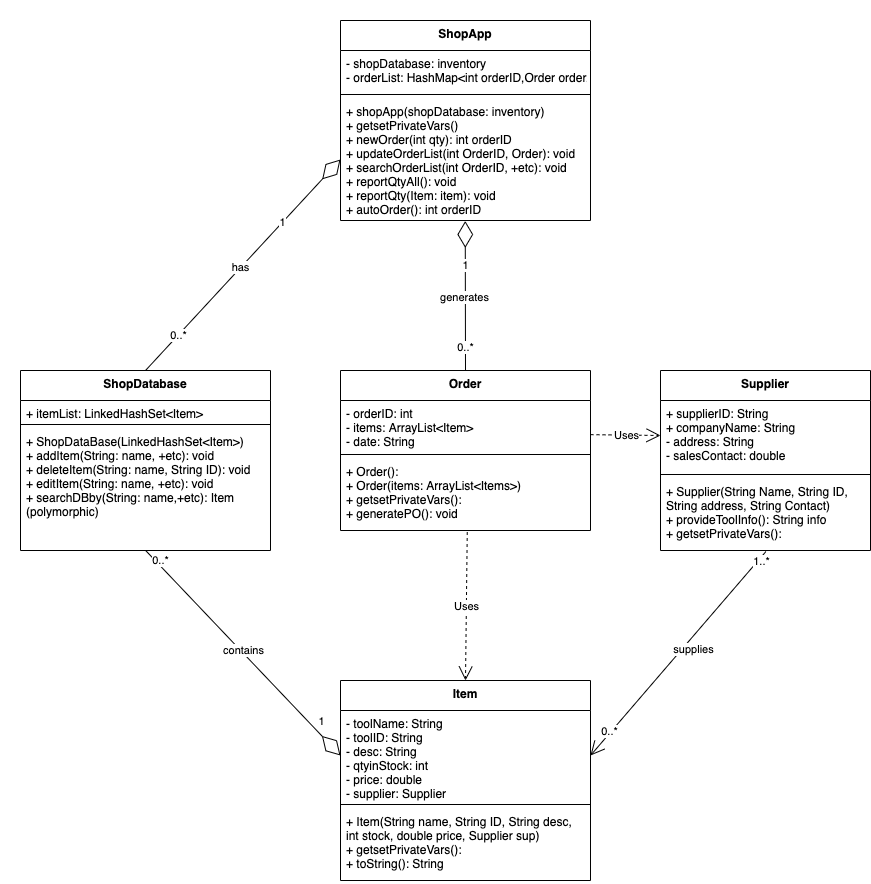 ShopApp
- shopDatabase: inventory
- orderList: HashMap<int orderID,Order order
+ shopApp(shopDatabase: inventory)
+ getsetPrivateVars()
+ newOrder(int qty): int orderID
+ updateOrderList(int OrderID, Order): void
+ searchOrderList(int OrderID, +etc): void
+ reportQtyAll(): void
+ reportQty(Item: item): void
+ autoOrder(): int orderID
1
has
0..*
1
generates
0..*
ShopDatabase
+ itemList: LinkedHashSet<Item>
+ ShopDataBase(LinkedHashSet<Item)
+ addItem(String: name, +etc): void
+ deleteItem(String: name, String ID): void
+ editItem(String: name, +etc): void
+ searchDBby(String: name,+etc): Item
(polymorphic)
Order
- orderID: int
- items: ArrayList<Item>
- date: String
+ Order():
+ Order(items: ArrayList<Items>)
+ getsetPrivateVars():
+ generatePO(): void
Uses
Supplier
+ supplierID: String
+ companyName: String
- address: String
- salesContact: double
+ Supplier(String Name, String ID,
String address, String Contact)
+ provideToolInfo(): String info
+ getsetPrivateVars():
0..*
contains
1
Uses
1..*
supplies
0..*
Item
- toolName: String
- toolID: String
- desc: String
- qtyinStock: int
- price: double
- supplier: Supplier
+ Item(String name, String ID, String desc,
int stock, double price, Supplier sup)
+ getsetPrivateVars():
+ toString(): String